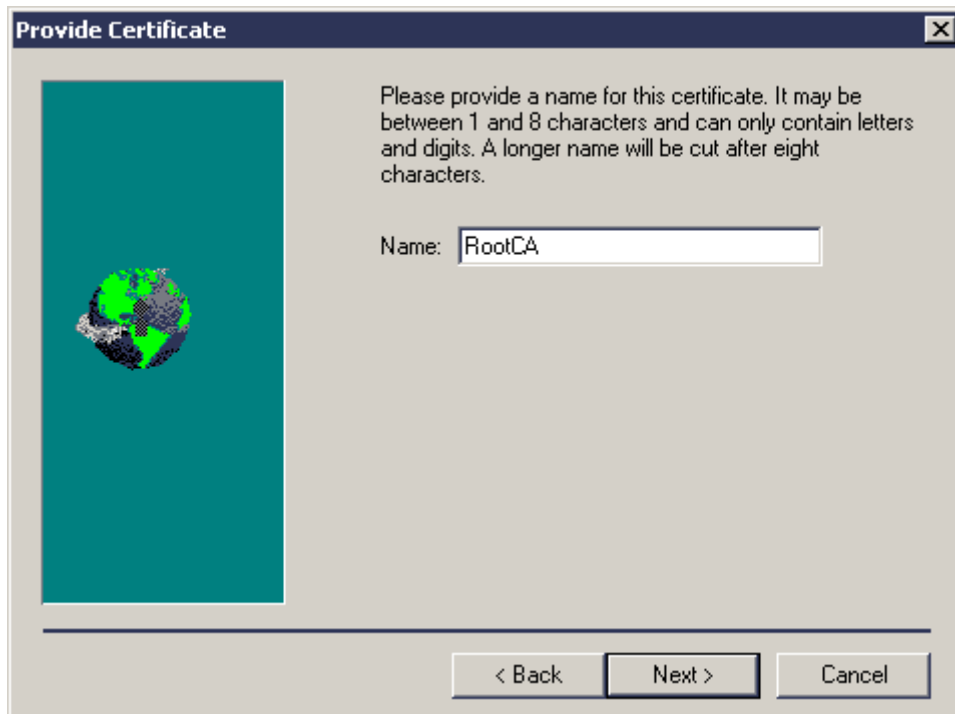 Provide Certificate
Please provide a name for this certificate. It may be
between 1 and 8 characters and can only contain letters
and digits. A longer name will be cut after eight
characters.
Name: RootCA
< Back Next > Cancel